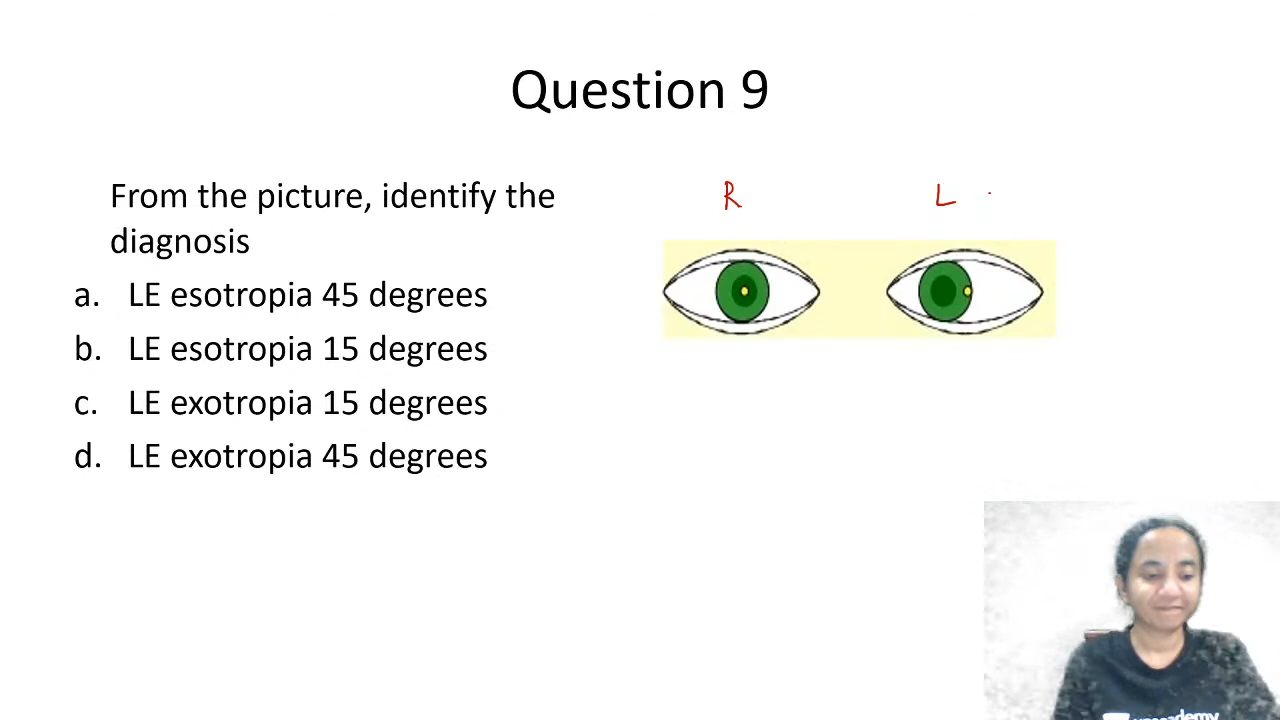 Question 9
From the picture, identify the
diagnosis
a. LE esotropia 45 degrees
b. LE esotropia 15 degrees
c. LE exotropia 15 degrees
d. LE exotropia 45 degrees
R L